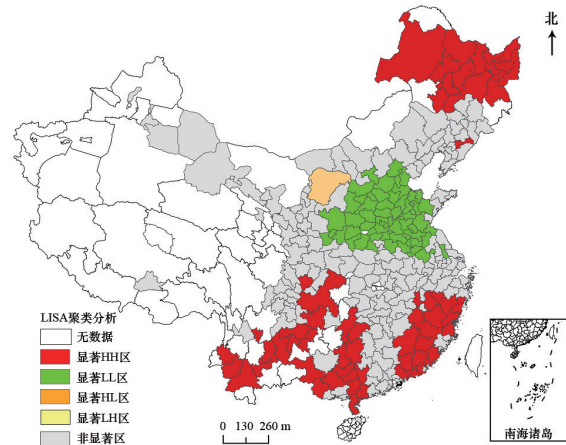 北
LISA聚类分析
无数据
显著HH区
显著LL区
显著HL区
显著LH区
非显著区
0 130 260 m
南海诸岛